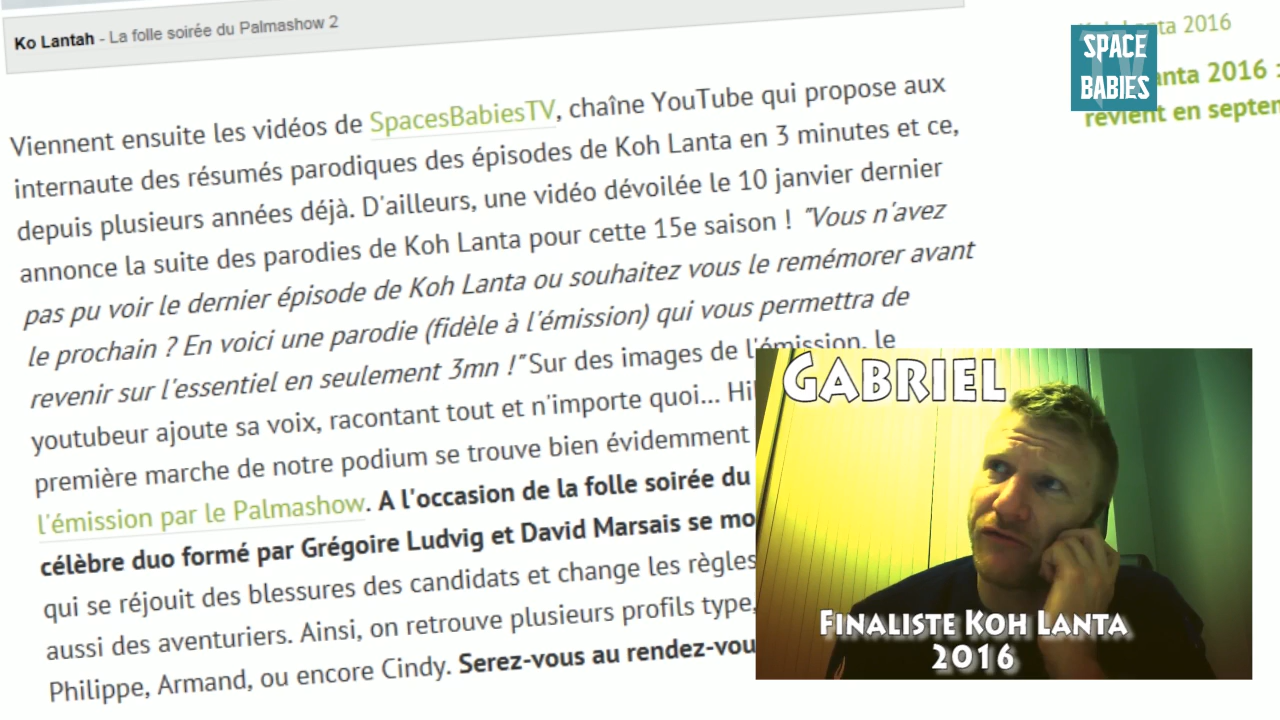 Ko Lantah - La folle soirée du Palmashow 2
Viennent ensuite les vidéos de SpacesBabiesTV, chaîne YouTube qui propose aux
internaute des résumés parodiques des épisodes de Koh Lanta en 3 minutes et ce,
depuis plusieurs années déjà. D'ailleurs, une vidéo dévoilée le 10 janvier dernier
annonce la suite des parodies de Koh Lanta pour cette 15e saison ! "Vous n'avez
pas pu voir le dernier épisode de Koh Lanta ou souhaitez vous le remémorer avant
le prochain ? En voici une parodie (fidèle à l'émission) qui vous permettra de
revenir sur l'essentiel en seulement 3mn !" Sur des images de l'émission, le
youtubeur ajoute sa voix, racontant tout et n'importe quoi...
première marche de notre podium se trouve bien évidemment
l'émission par le Palmashow. A l'occasion de la folle soirée du
célèbre duo formé par Grégoire Ludvig et David Marsais se
qui se réjouit des blessures des candidats et change les règles
aussi des aventuriers. Ainsi, on retrouve plusieurs profils type,
Philippe, Armand, ou encore Cindy. Serez-vous au
Lanta 2016
2016 :
revient en
SPACE
TV
BABIES
GABRIEL
FINALISTE KOH LANTA
2016